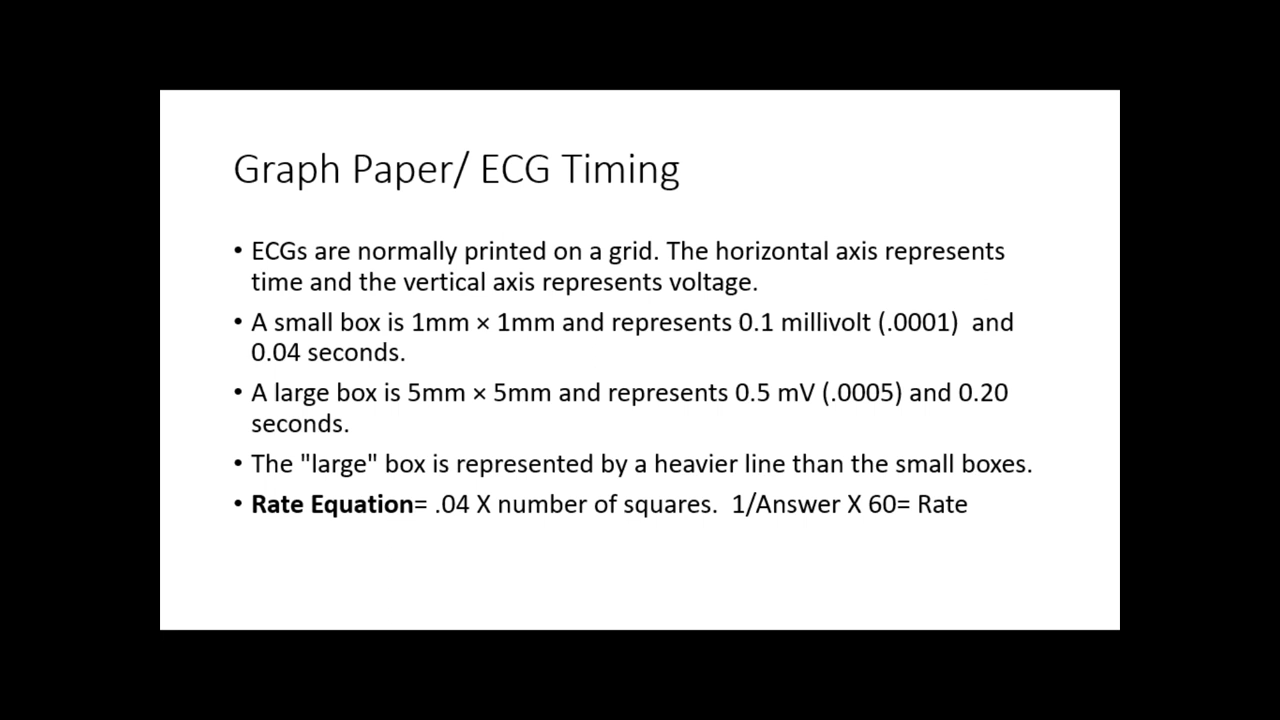 Graph Paper/ ECG Timing
• ECGs are normally printed on a grid. The horizontal axis represents
time and the vertical axis represents voltage.
• A small box is 1mm × 1mm and represents 0.1 millivolt (.0001)  and
0.04 seconds.
• A large box is 5mm × 5mm and represents 0.5 mV (.0005) and 0.20
seconds.
• The "large" box is represented by a heavier line than the small boxes.
• Rate Equation= .04 X number of squares.  1/Answer X 60= Rate